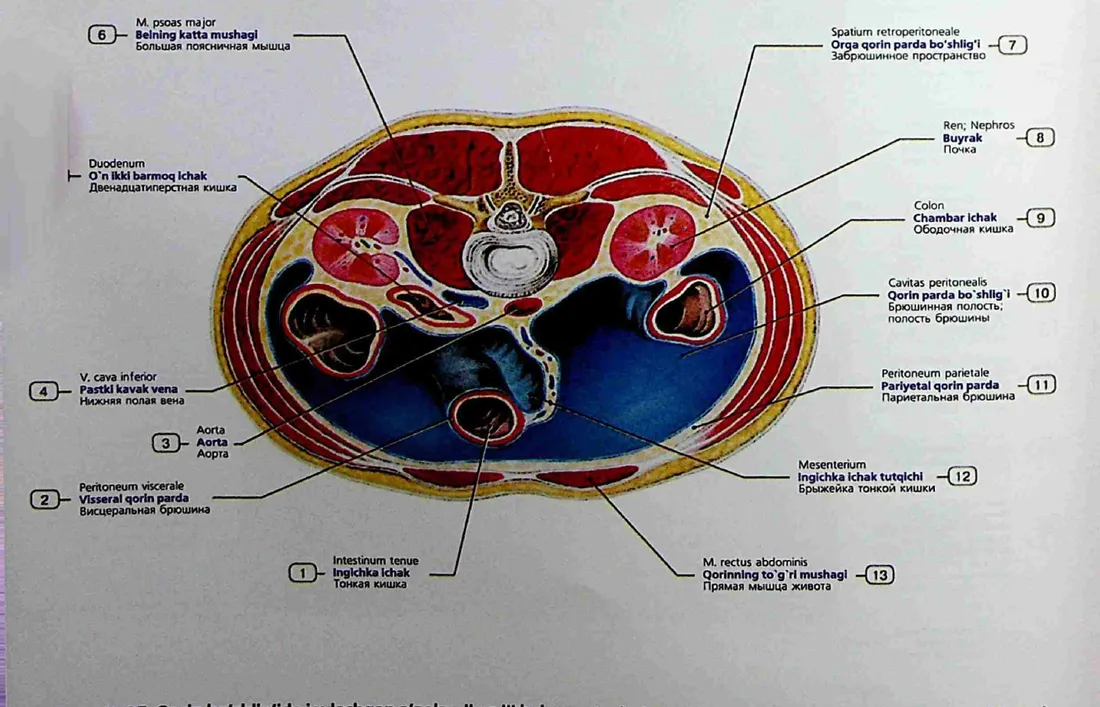 M. psoas major
6 Belning katta mushagi
Большая поясничная мышца
Duodenum
O`n ikki barmoq ichak
Двенадцатиперстная кишка
4 V. cava inferior
Pastki kavak vena
Нижняя полая вена
3 Aorta
Aorta
Аорта
2 Peritoneum viscerale
Visseral qorin parda
Висцеральная брюшина
1 Intestinum tenue
Ingichka ichak
Тонкая кишка
Spatium retroperitoneale
Orqa qorin parda bo'shlig'i 7
Забрюшинное пространство
Ren; Nephros
Buyrak 8
Почка
Colon
Chambar ichak 9
Ободочная кишка
Cavitas peritonealis
Qorin parda bo`shlig`i 10
Брюшинная полость;
полость брюшины
Peritoneum parietale
Pariyetal qorin parda 11
Париетальная брюшина
Mesenterium
Ingichka ichak tutqichi 12
Брыжейка тонкой кишки
M. rectus abdominis
Qorinning to`g`ri mushagi 13
Прямая мышца живота